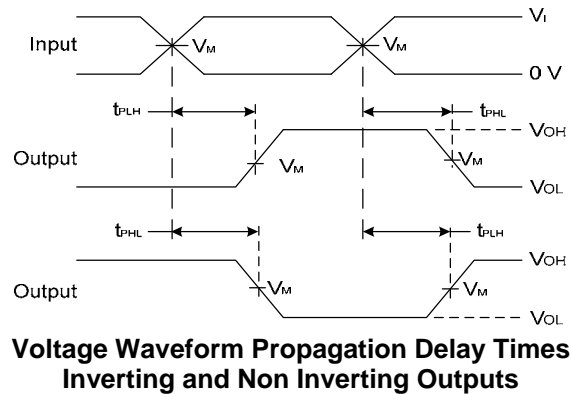 VI
Input
VM
VM
0 V
tPLH
tPHL
VOH
Output
VM
VM
VOL
tPHL
tPLH
VOH
Output
VM
VM
VOL
Voltage Waveform Propagation Delay Times
Inverting and Non Inverting Outputs